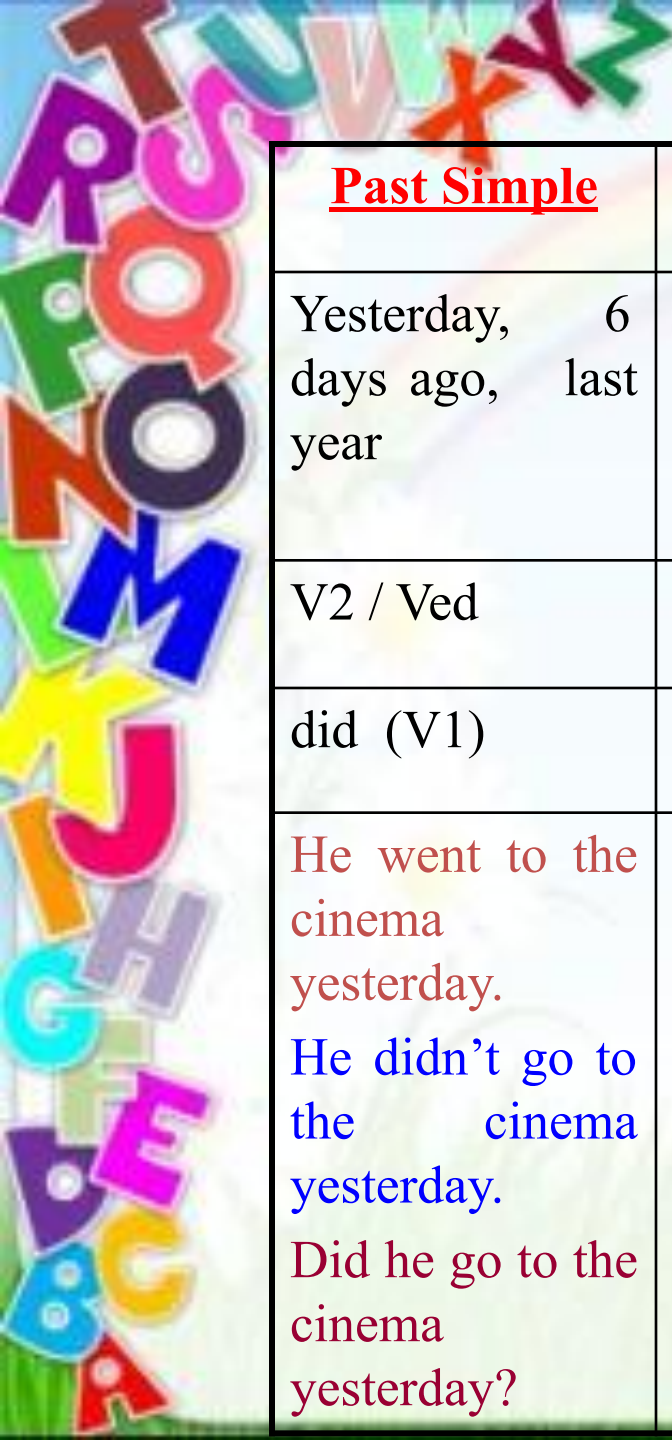 T U V W X Y Z
R S
P Q
N O
L M
K
I J
G H
F
D E
B C
A
Past Simple
Yesterday, 6
days ago, last
year
V2 / Ved
did (V1)
He went to the
cinema
yesterday.
He didn’t go to
the cinema
yesterday.
Did he go to the
cinema
yesterday?